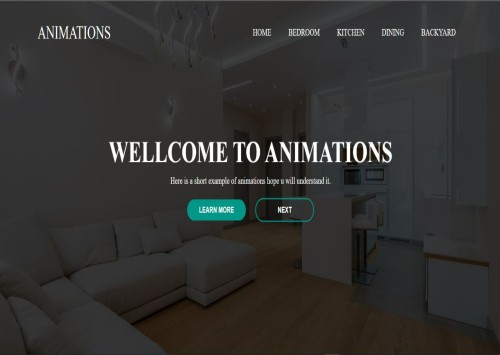 ANIMATIONS HOME BEDROOM KITCHEN DINING BACKYARD
WELLCOME TO ANIMATIONS
Here is a short example of animations hope u will understand it.
LEARN MORE NEXT